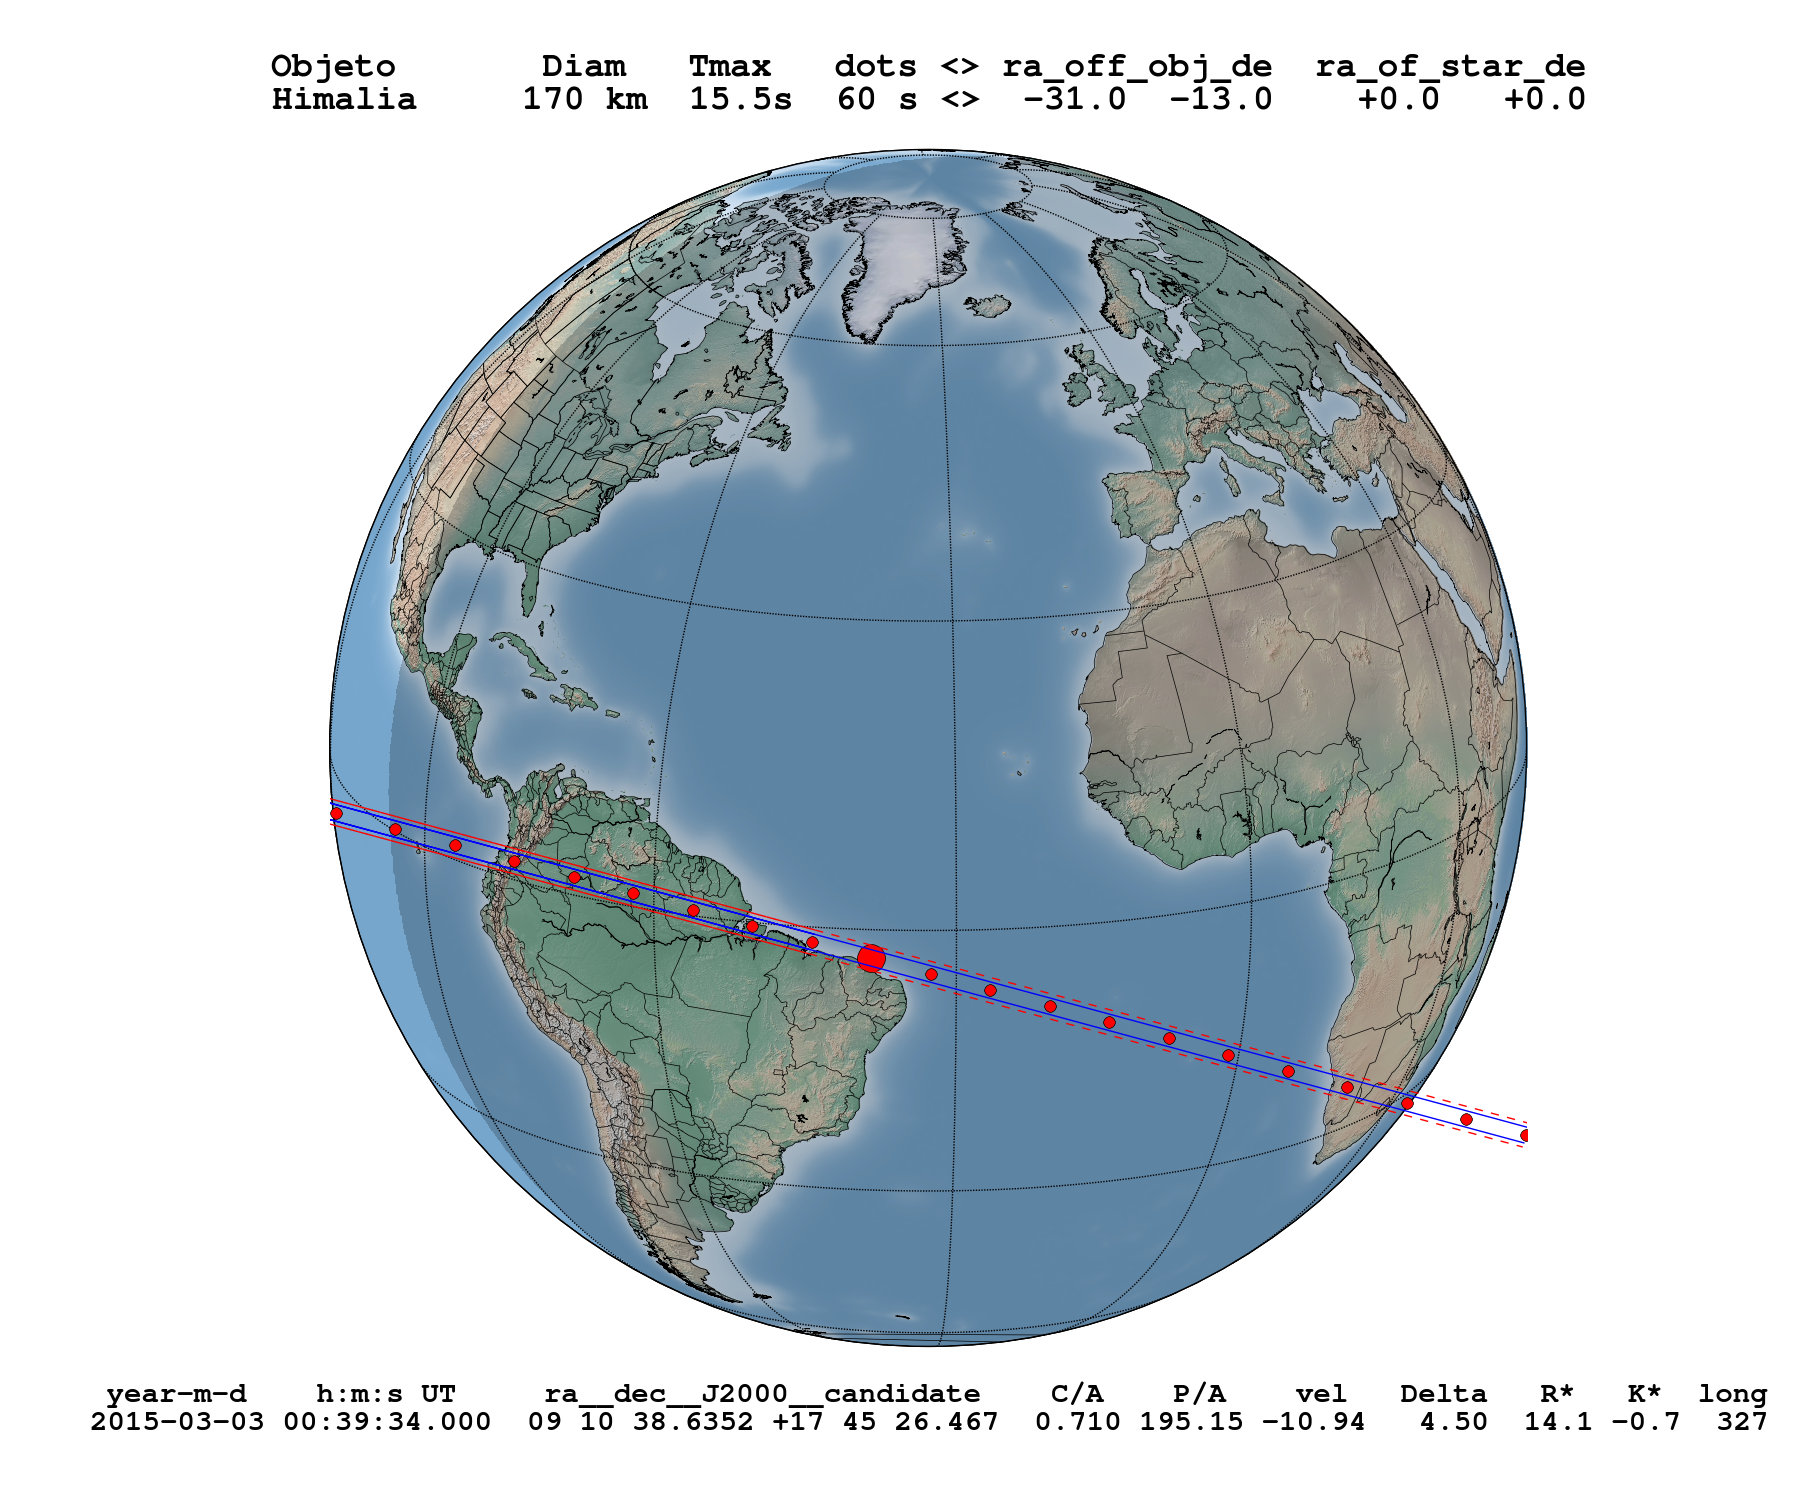 Objeto Diam Tmax dots <> ra_off_obj_de ra_of_star_de
Himalia 170 km 15.5s 60 s <> -31.0 -13.0 +0.0 +0.0
year-m-d h:m:s UT ra__dec__J2000__candidate C/A P/A vel Delta R* K* long
2015-03-03 00:39:34.000 09 10 38.6352 +17 45 26.467 0.710 195.15 -10.94 4.50 14.1 -0.7 327